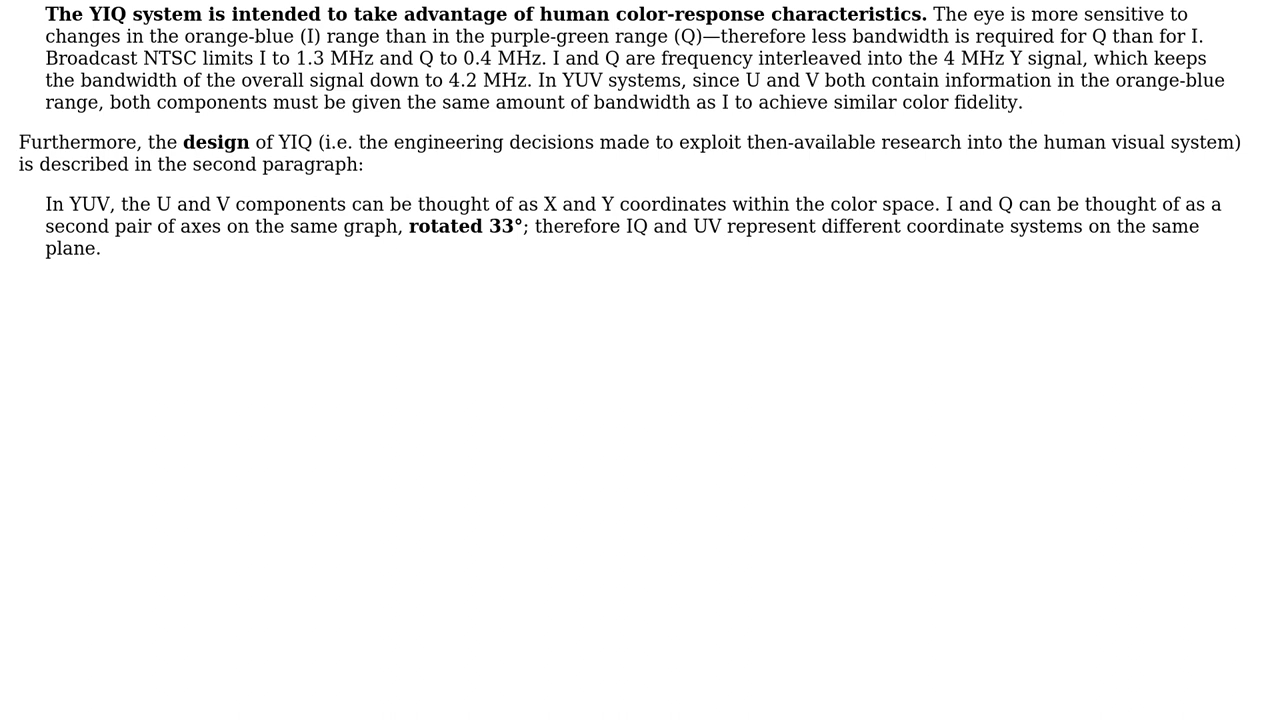 The YIQ system is intended to take advantage of human color-response characteristics. The eye is more sensitive to
changes in the orange-blue (I) range than in the purple-green range (Q)—therefore less bandwidth is required for Q than for I.
Broadcast NTSC limits I to 1.3 MHz and Q to 0.4 MHz. I and Q are frequency interleaved into the 4 MHz Y signal, which keeps
the bandwidth of the overall signal down to 4.2 MHz. In YUV systems, since U and V both contain information in the orange-blue
range, both components must be given the same amount of bandwidth as I to achieve similar color fidelity.
Furthermore, the design of YIQ (i.e. the engineering decisions made to exploit then-available research into the human visual system)
is described in the second paragraph:
In YUV, the U and V components can be thought of as X and Y coordinates within the color space. I and Q can be thought of as a
second pair of axes on the same graph, rotated 33°; therefore IQ and UV represent different coordinate systems on the same
plane.